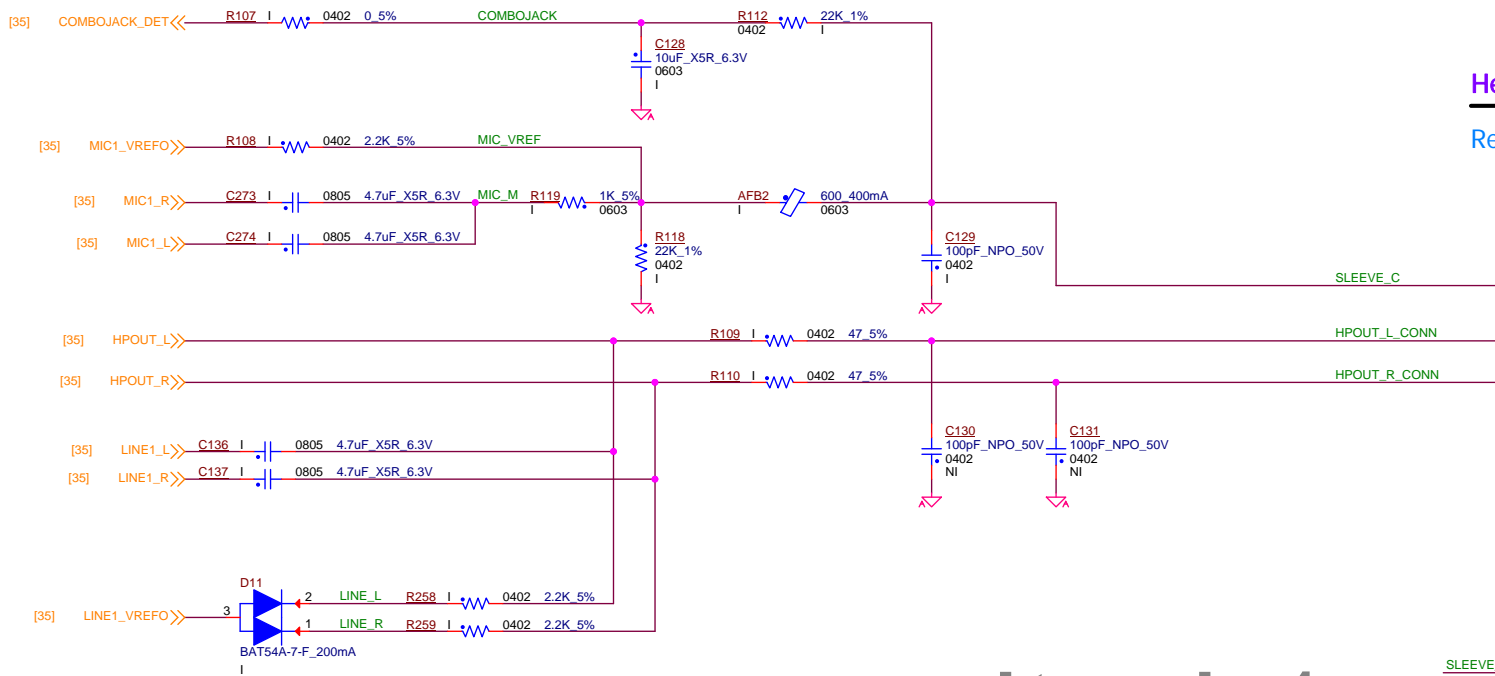 [35] COMBOJACK_DET R107 I 0402 0_5% COMBOJACK R112 22K_1%
0402 I
C128
10uF_X5R_6.3V
0603
I
A
He
Re
[35] MIC1_VREFO R108 I 0402 2.2K_5% MIC_VREF
[35] MIC1_R C273 I 0805 4.7uF_X5R_6.3V MIC_M R119 1K_5% AFB2 600_400mA
I 0603 I 0603
[35] MIC1_L C274 I 0805 4.7uF_X5R_6.3V
R118
22K_1%
0402
I
A
C129
100pF_NPO_50V
0402
I
A
SLEEVE_C
[35] HPOUT_L R109 I 0402 47_5% HPOUT_L_CONN
[35] HPOUT_R R110 I 0402 47_5% HPOUT_R_CONN
C130
100pF_NPO_50V
0402
NI
A
C131
100pF_NPO_50V
0402
NI
A
[35] LINE1_L C136 I 0805 4.7uF_X5R_6.3V
[35] LINE1_R C137 I 0805 4.7uF_X5R_6.3V
D11
2 LINE_L R258 I 0402 2.2K_5%
[35] LINE1_VREFO 3
1 LINE_R R259 I 0402 2.2K_5%
BAT54A-7-F_200mA
I
SLEEVE